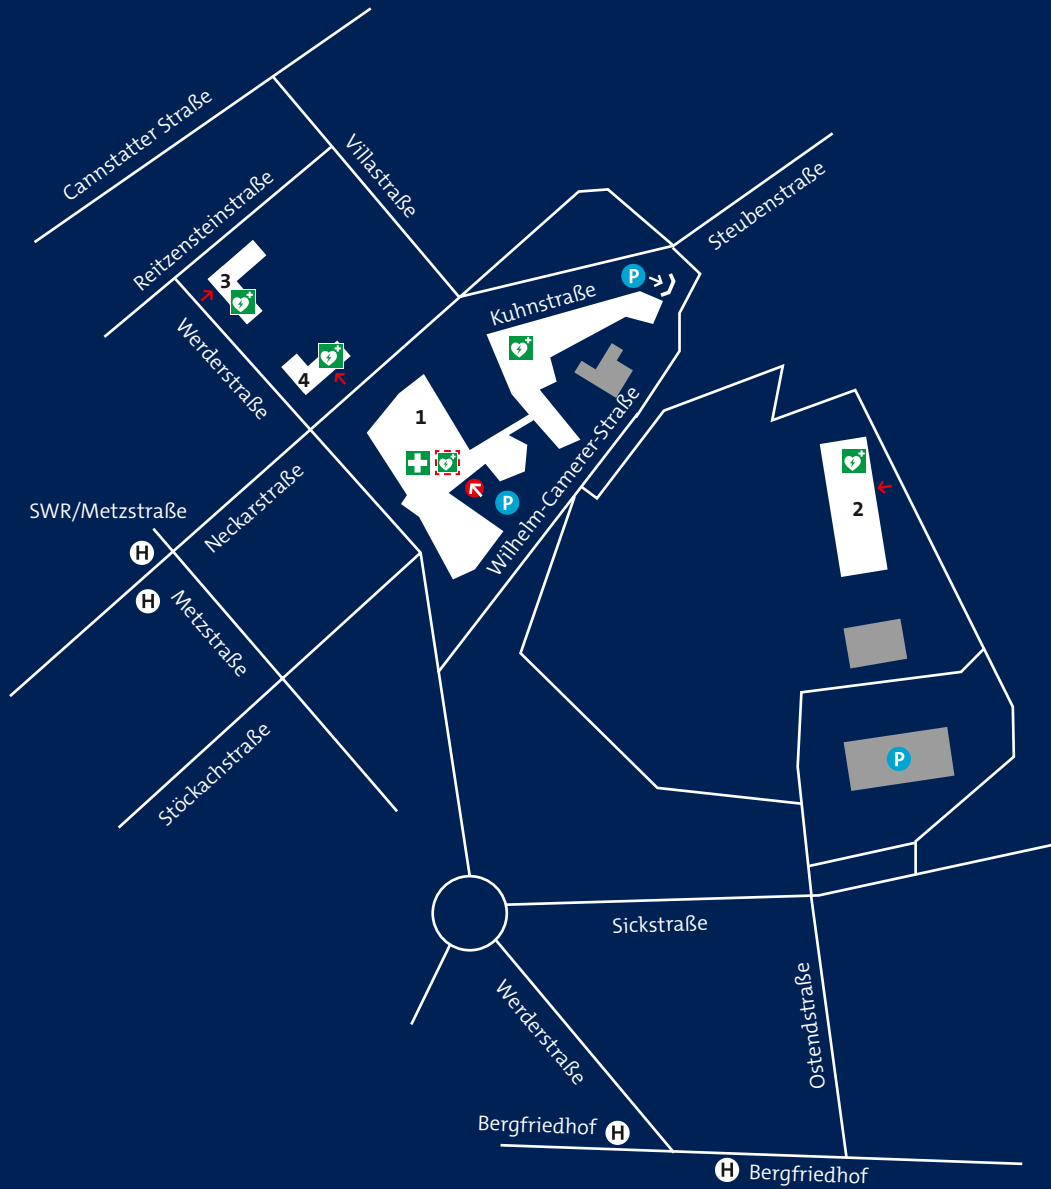 Cannstatter Straße
Villastraße
Reitzensteinstraße
Steubenstraße
P
Kuhnstraße
3
Werderstraße
4
1
Wilhelm-Camerer-Straße
P
2
Neckarstraße
SWR/Metzstraße
H
H
Metzstraße
Stöckachstraße
P
Sickstraße
Werderstraße
Ostendstraße
Bergfriedhof H
H Bergfriedhof